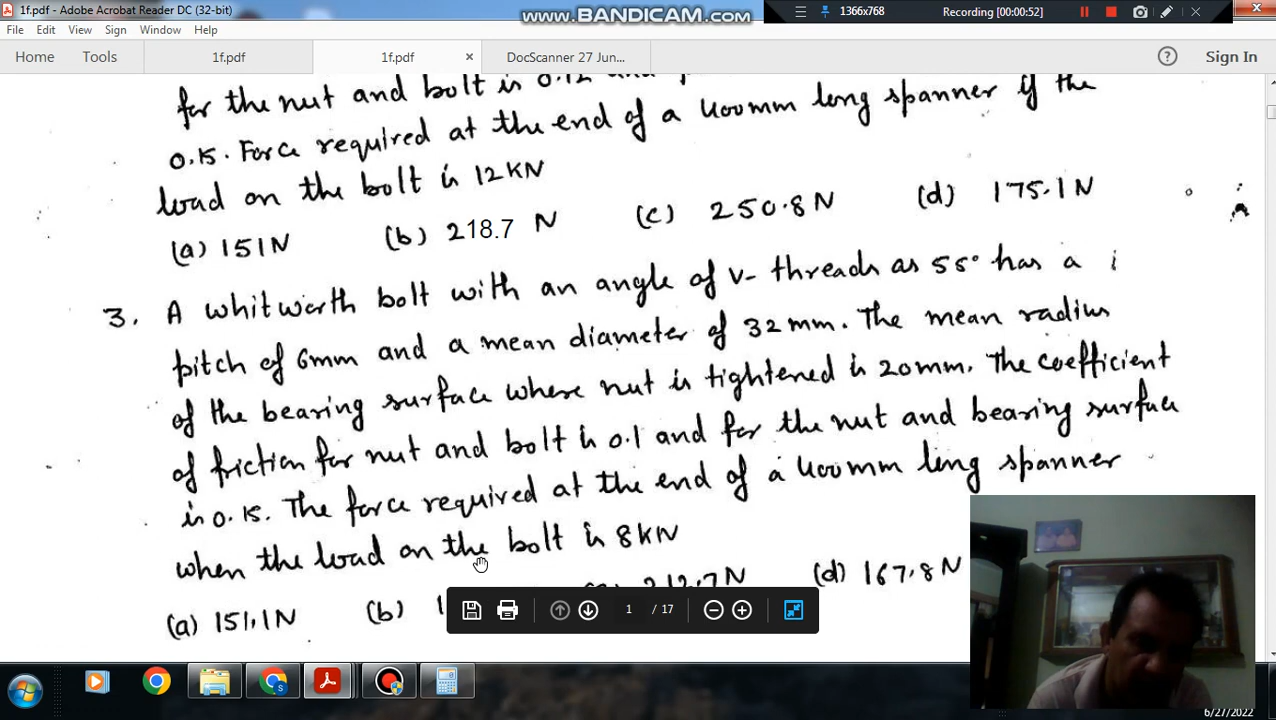 1f.pdf - Adobe Acrobat Reader DC (32-bit)
www.BANDICAM.com
1366x768
Recording [00:00:52]
File Edit View Sign Window Help
Home Tools 1f.pdf 1f.pdf DocScanner 27 Jun... Sign In
for the nut and bolt is 0.12 and
0.15. Force required at the end of a 400mm long spanner if the
load on the bolt is 12KN
(a) 151N (b) 218.7 N (c) 250.8N (d) 175.1N
3. A whitworth bolt with an angle of V- threads as 55° has a
pitch of 6mm and a mean diameter of 32mm. The mean radius
of the bearing surface where nut is tightened is 20mm. The coefficient
of friction for nut and bolt is 0.1 and for the nut and bearing surface
is 0.15. The force required at the end of a 400mm long spanner
when the load on the bolt is 8KN
(a) 151.1N (b) 212.7N (d) 167.8N
1 / 17
6/27/2022